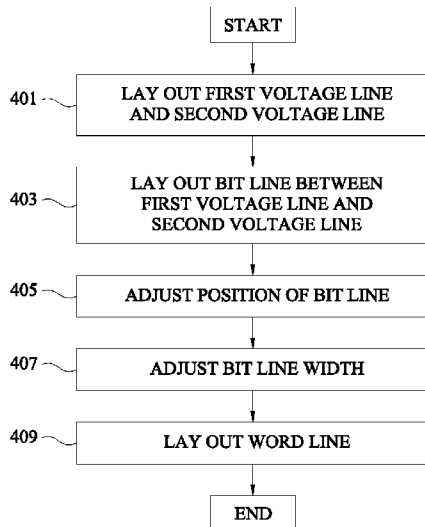 START
401
LAY OUT FIRST VOLTAGE LINE
AND SECOND VOLTAGE LINE
403
LAY OUT BIT LINE BETWEEN
FIRST VOLTAGE LINE AND
SECOND VOLTAGE LINE
405
ADJUST POSITION OF BIT LINE
407
ADJUST BIT LINE WIDTH
409
LAY OUT WORD LINE
END